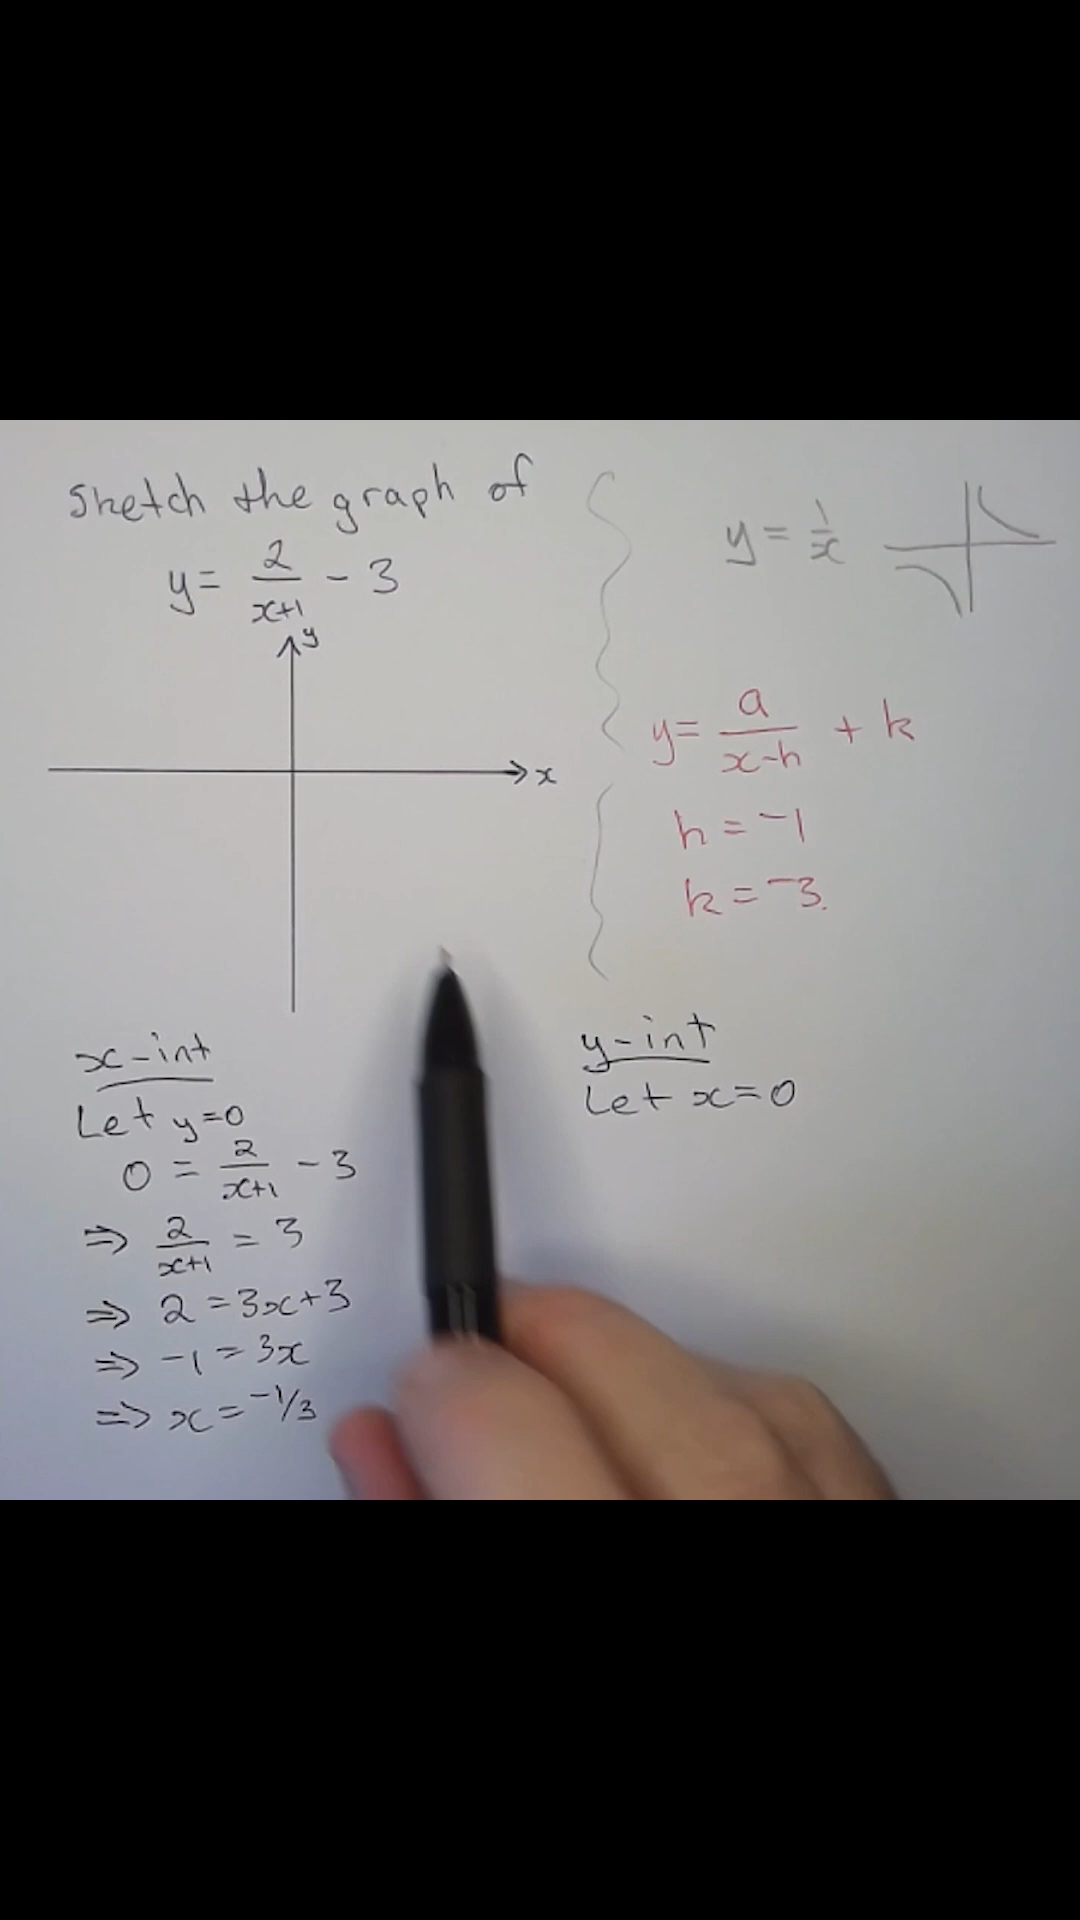 Sketch the graph of
y = 2/(x+1) - 3
y
x
y = 1/x
y = a/(x-h) + k
h = -1
k = -3.
x-int
Let y=0
0 = 2/(x+1) - 3
⇒ 2/(x+1) = 3
⇒ 2 = 3x+3
⇒ -1 = 3x
⇒ x = -1/3
y-int
Let x=0